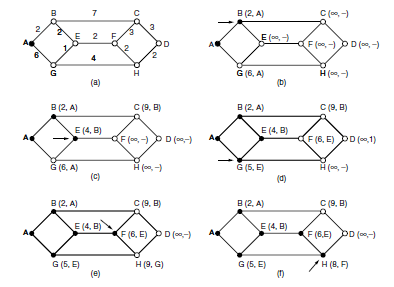 B 7 C
2 2 3 3
A E 2 F D
6 1 2 2
G 4 H
(a)
B (2, A) C (∞, –)
A E (∞, –) F (∞, –) D (∞, –)
G (6, A) H (∞, –)
(b)
B (2, A) C (9, B)
A E (4, B) F (∞, –) D (∞,–)
G (6, A) H (∞, –)
(c)
B (2, A) C (9, B)
A E (4, B) F (6, E) D (∞,1)
G (5, E) H (∞, –)
(d)
B (2, A) C (9, B)
A E (4, B) F (6, E) D (∞,–)
G (5, E) H (9, G)
(e)
B (2, A) C (9, B)
A E (4, B) F (6,E) D (∞,–)
G (5, E) H (8, F)
(f)